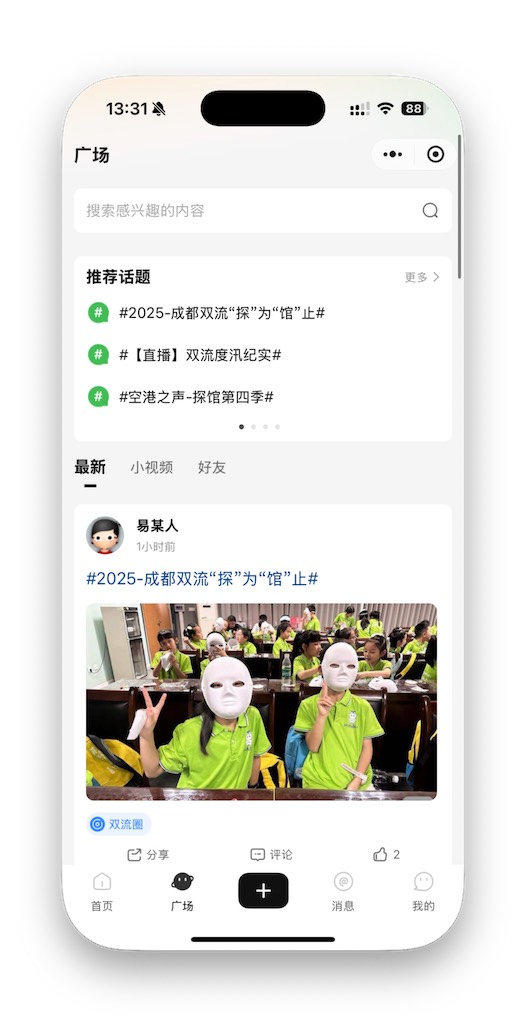 13:31
88
广场
搜索感兴趣的内容
推荐话题
更多
# #2025-成都双流“探”为“馆”止#
# #【直播】双流度汛纪实#
# #空港之声-探馆第四季#
最新 小视频 好友
易某人
1小时前
#2025-成都双流“探”为“馆”止#
双流圈
分享 评论 2
首页 广场 消息 我的